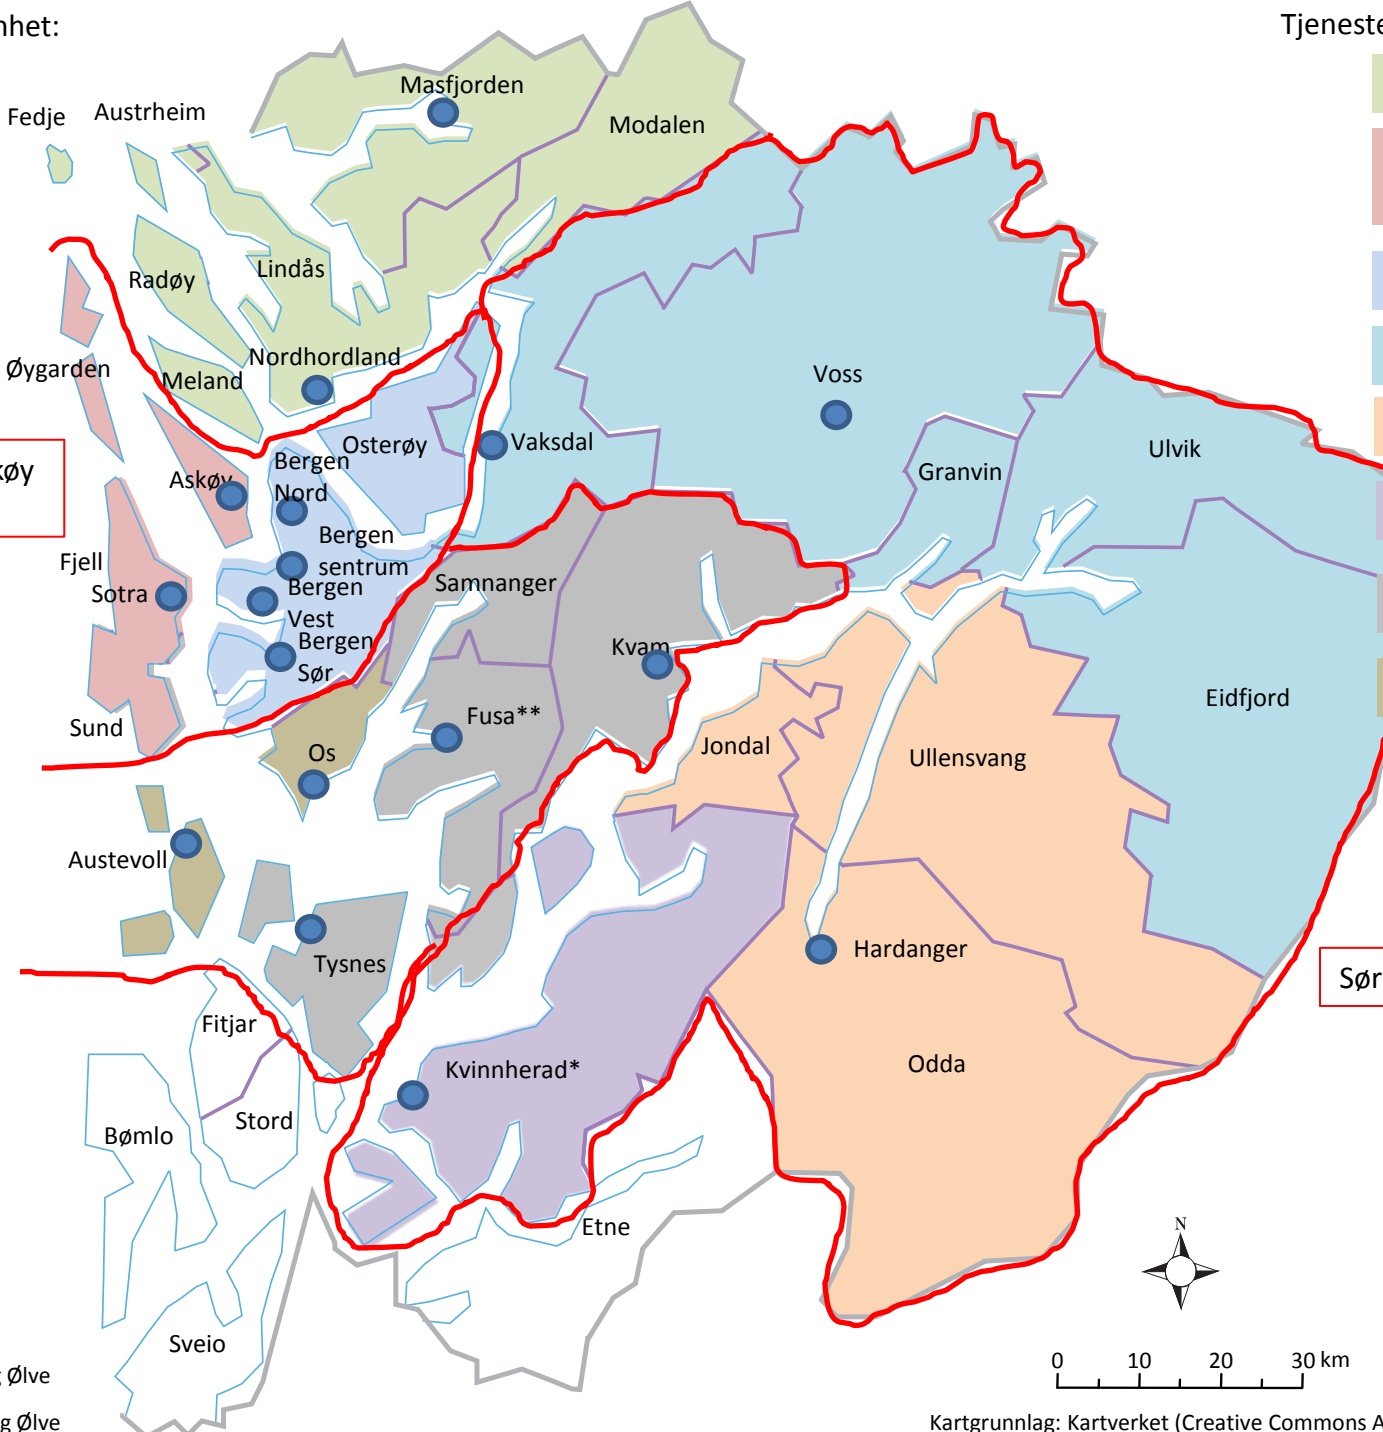 nhet:
Tjeneste
Masfjorden
Fedje
Austrheim
Modalen
Radøy
Lindås
Øygarden
Nordhordland
Meland
Voss
køy
Osterøy
Vaksdal
Ulvik
Askøy
Bergen
Nord
Granvin
Bergen
sentrum
Fjell
Sotra
Bergen
Vest
Samnanger
Bergen
Sør
Kvam
Eidfjord
Sund
Fusa**
Os
Jondal
Ullensvang
Austevoll
Hardanger
Tysnes
Sør
Fitjar
Kvinnherad*
Odda
Stord
Bømlo
Etne
N
Sveio
0 10 20 30 km
g Ølve
g Ølve
Kartgrunnlag: Kartverket (Creative Commons A